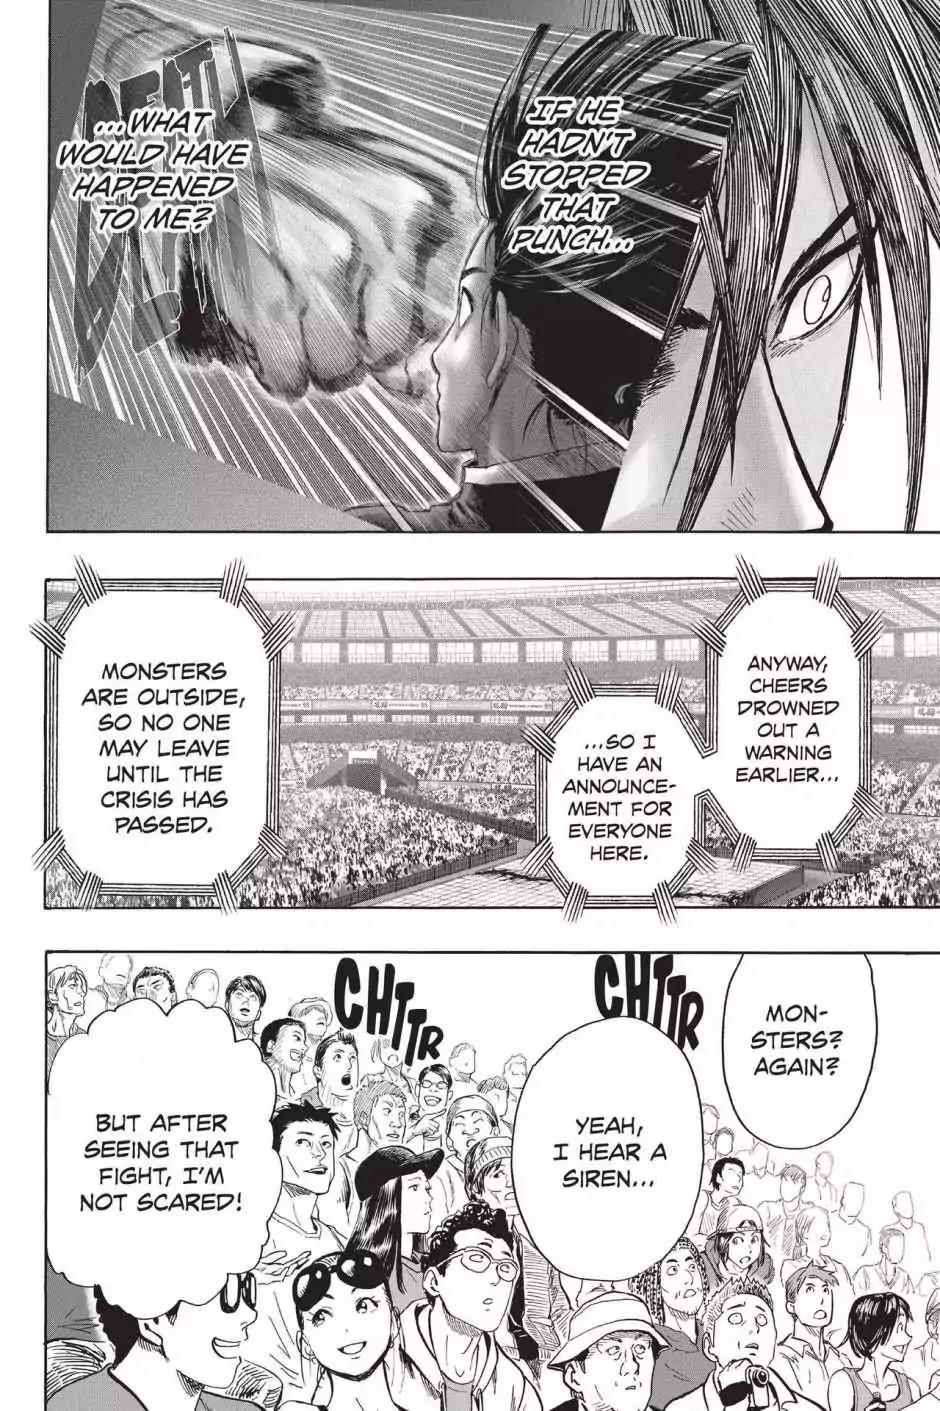 IF HE
HADN'T
STOPPED
THAT
PUNCH...
...WHAT
WOULD HAVE
HAPPENED
TO ME?
ANYWAY,
CHEERS
DROWNED
OUT A
WARNING
EARLIER...
...SO I
HAVE AN
ANNOUNCE-
MENT FOR
EVERYONE
HERE.
MONSTERS
ARE OUTSIDE,
SO NO ONE
MAY LEAVE
UNTIL THE
CRISIS HAS
PASSED.
MON-
STERS?
AGAIN?
CHTTR
YEAH,
I HEAR A
SIREN...
CHTTR
BUT AFTER
SEEING THAT
FIGHT, I'M
NOT SCARED!